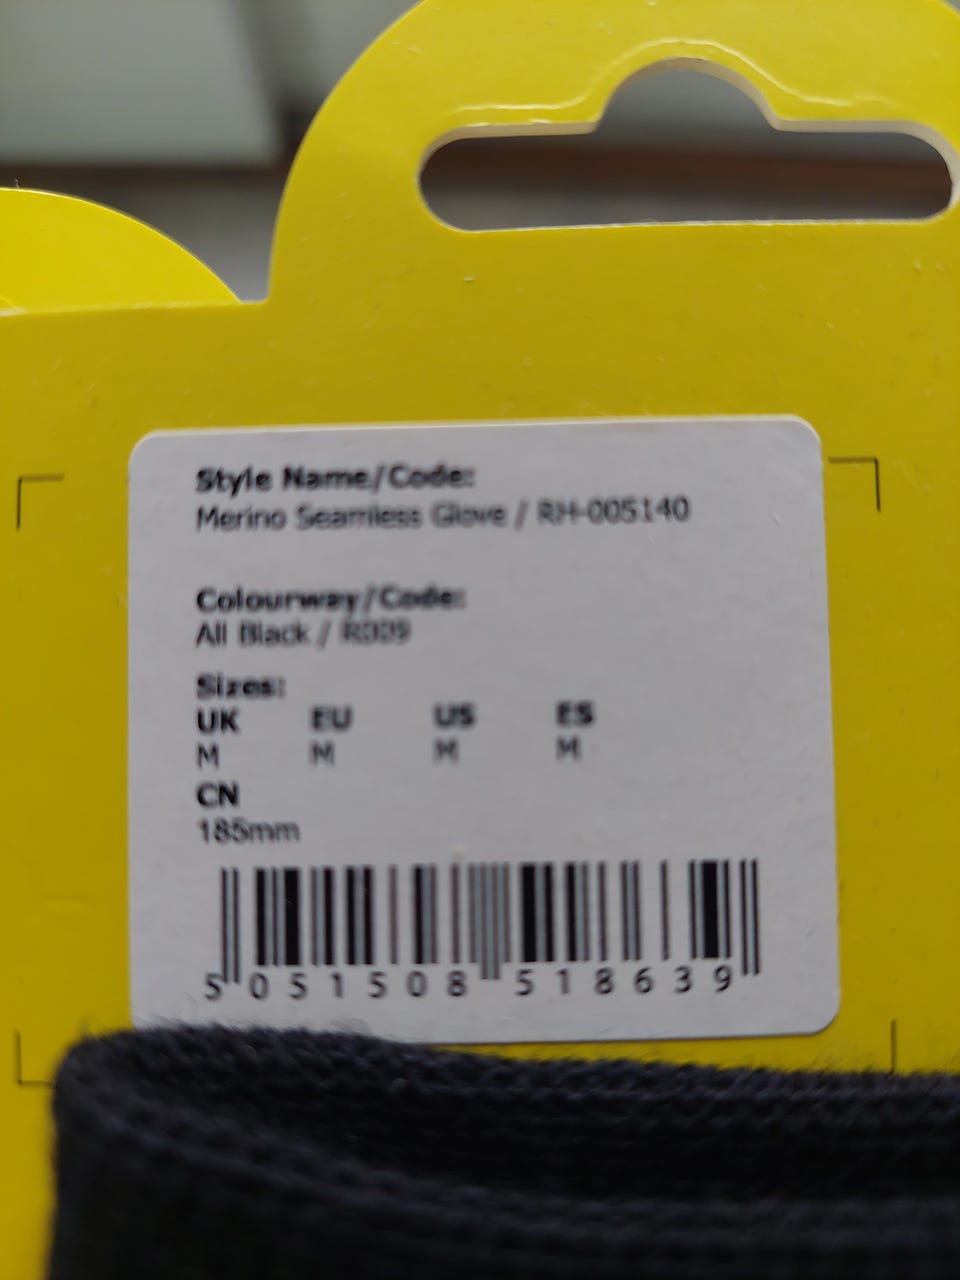 Style Name/Code:
Merino Seamless Glove / RH-005140
Colourway/Code:
All Black / R009
Sizes:
UK EU US ES
M M M M
CN
185mm
5 051508 518639